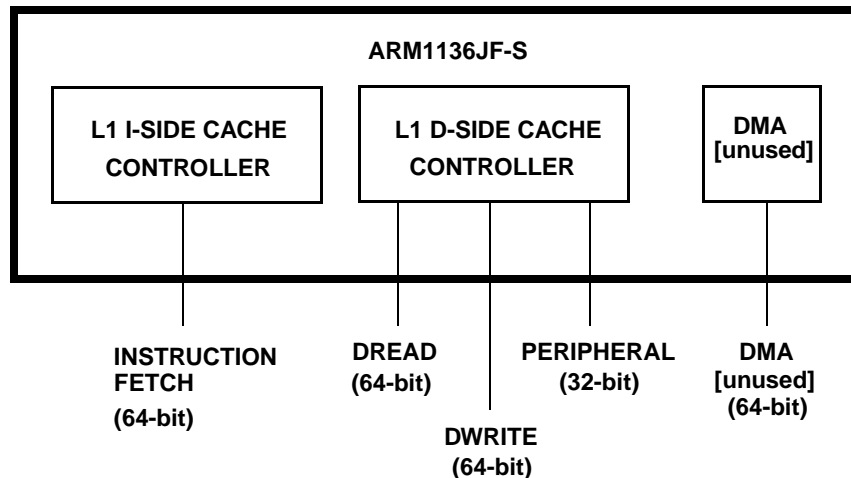 ARM1136JF-S
L1 I-SIDE CACHE
CONTROLLER
L1 D-SIDE CACHE
CONTROLLER
DMA
[unused]
INSTRUCTION
FETCH
(64-bit)
DREAD
(64-bit)
DWRITE
(64-bit)
PERIPHERAL
(32-bit)
DMA
[unused]
(64-bit)